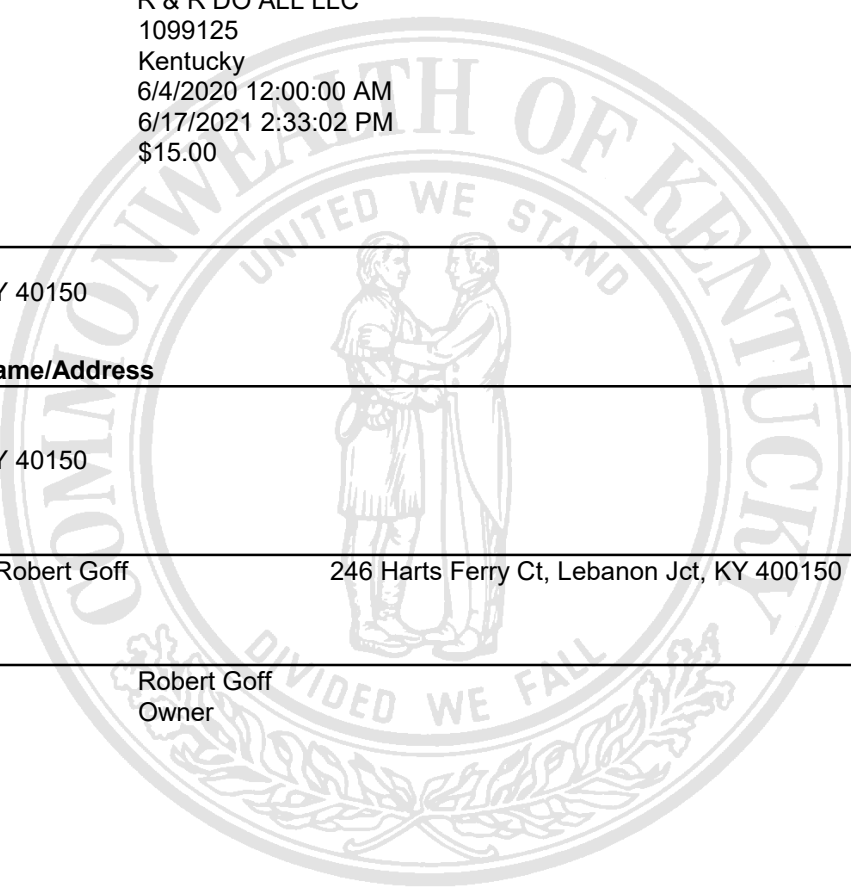 R & R DO ALL LLC
1099125
Kentucky
6/4/2020 12:00:00 AM
6/17/2021 2:33:02 PM
$15.00
COMMONWEALTH OF KENTUCKY
UNITED WE STAND
Y 40150
ame/Address
Y 40150
Robert Goff 246 Harts Ferry Ct, Lebanon Jct, KY 400150
DIVIDED WE FALL
Robert Goff
Owner